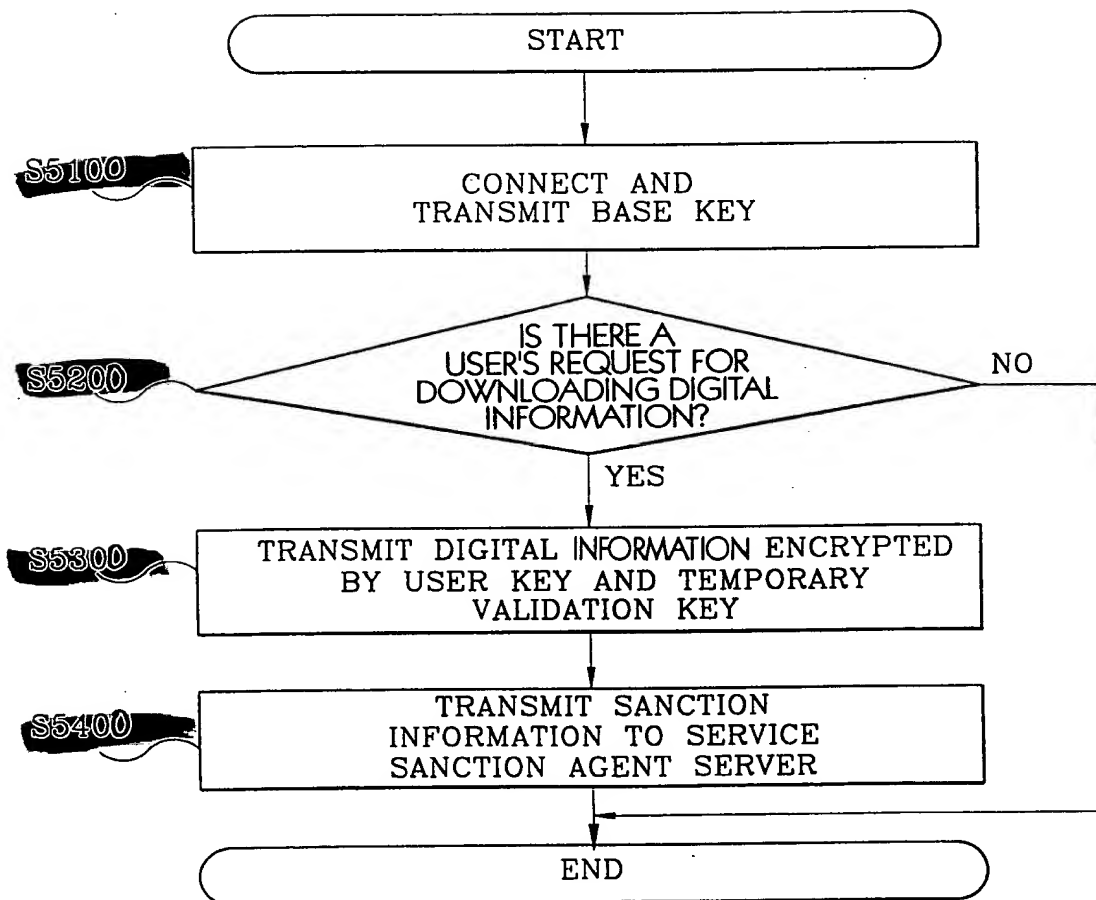 START
S5100
CONNECT AND
TRANSMIT BASE KEY
IS THERE A
USER'S REQUEST FOR
DOWNLOADING DIGITAL
INFORMATION?
S5200
NO
YES
S5300
TRANSMIT DIGITAL INFORMATION ENCRYPTED
BY USER KEY AND TEMPORARY
VALIDATION KEY
S5400
TRANSMIT SANCTION
INFORMATION TO SERVICE
SANCTION AGENT SERVER
END